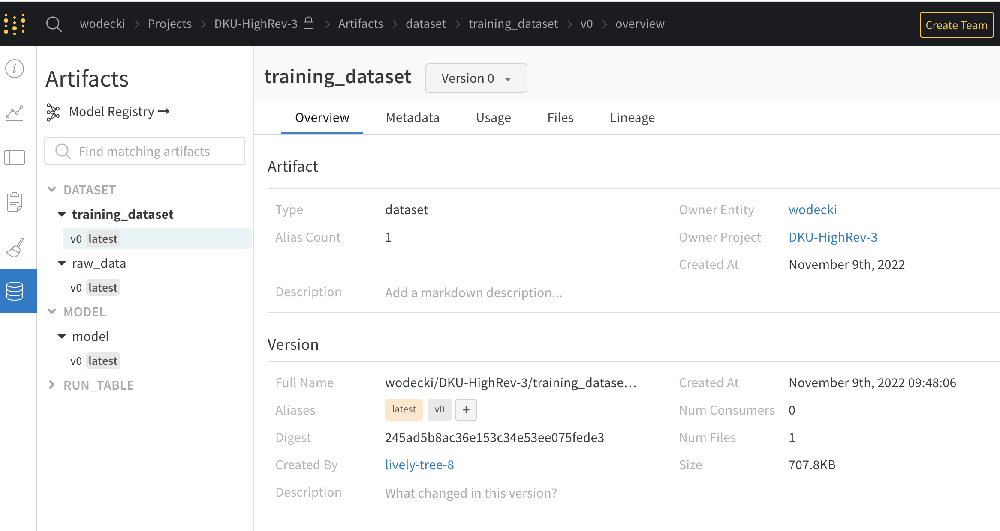 wodecki > Projects > DKU-HighRev-3 > Artifacts > dataset > training_dataset > v0 > overview
Create Team
Artifacts
Model Registry →
Find matching artifacts
DATASET
training_dataset
v0 latest
raw_data
v0 latest
MODEL
model
v0 latest
RUN_TABLE
training_dataset Version 0
Overview Metadata Usage Files Lineage
Artifact
Type dataset Owner Entity wodecki
Alias Count 1 Owner Project DKU-HighRev-3
Created At November 9th, 2022
Description Add a markdown description...
Version
Full Name wodecki/DKU-HighRev-3/training_datase... Created At November 9th, 2022 09:48:06
Aliases latest v0 + Num Consumers 0
Digest 245ad5b8ac36e153c34e53ee075fede3 Num Files 1
Created By lively-tree-8 Size 707.8KB
Description What changed in this version?